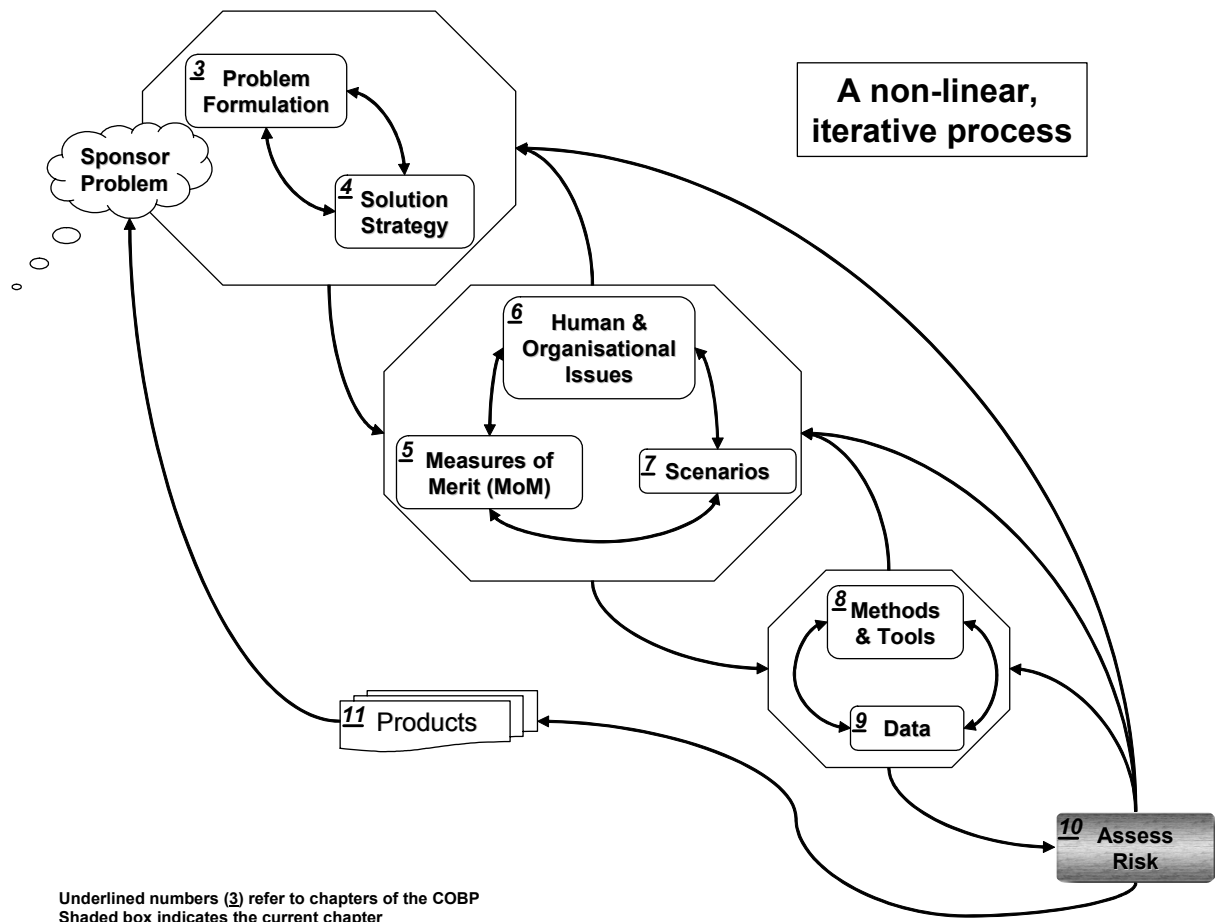 3
Problem
Formulation
A non-linear,
iterative process
Sponsor
Problem
4
Solution
Strategy
6
Human &
Organisational
Issues
5
Measures of
Merit (MoM)
7
Scenarios
8
Methods
& Tools
9
Data
11
Products
10
Assess
Risk
Underlined numbers (3) refer to chapters of the COBP
Shaded box indicates the current chapter